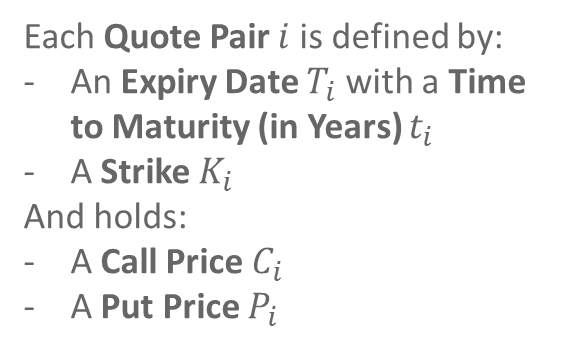 Each Quote Pair i is defined by:
- An Expiry Date Tᵢ with a Time
to Maturity (in Years) tᵢ
- A Strike Kᵢ
And holds:
- A Call Price Cᵢ
- A Put Price Pᵢ